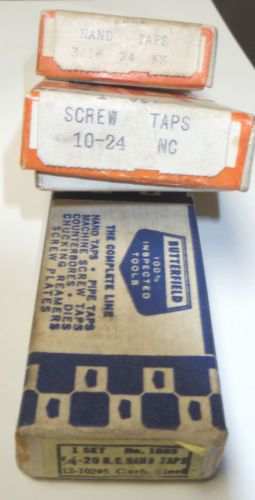 HAND TAPS
3/16 24 NS
SCREW TAPS
10-24 NC
THE COMPLETE LINE
HAND TAPS • PIPE TAPS
MACHINE SCREW TAPS
COUNTERBORES • DIES
CHUCKING REAMERS
SCREW PLATES
BUTTERFIELD
100%
INSPECTED
TOOLS
1 SET No. 1003
1/4-20 N.C. HAND TAPS
12-10295 Carb. Steel